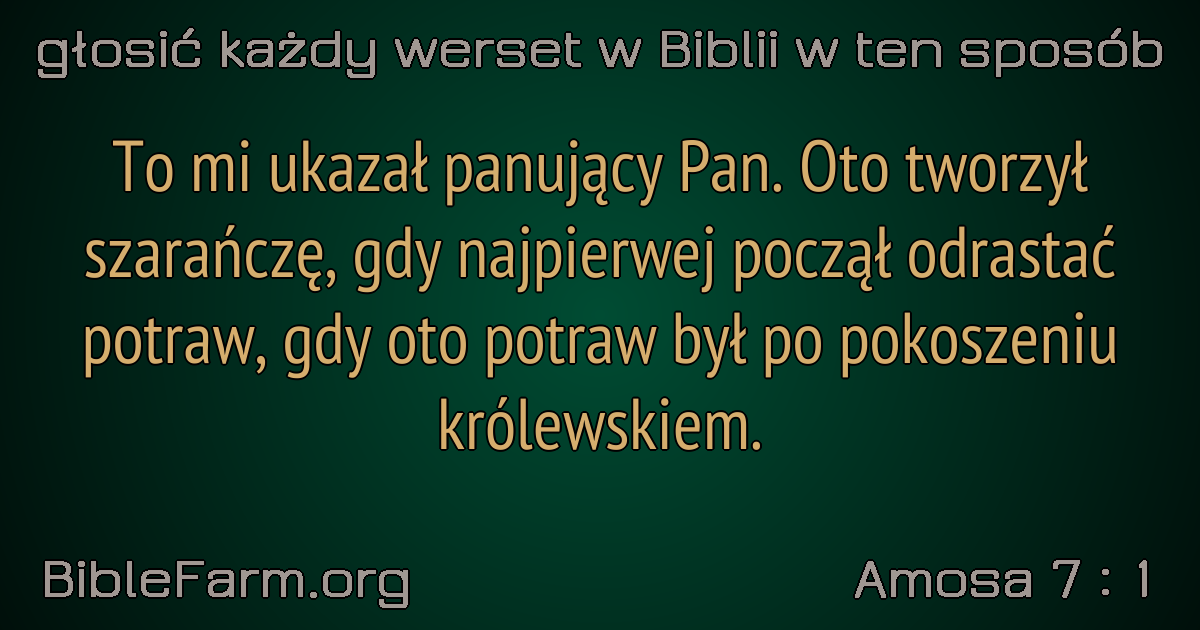 głosić każdy werset w Biblii w ten sposób
To mi ukazał panujący Pan. Oto tworzył
szarańczę, gdy najpierwej począł odrastać
potraw, gdy oto potraw był po pokoszeniu
królewskiem.
BibleFarm.org
Amosa 7 : 1